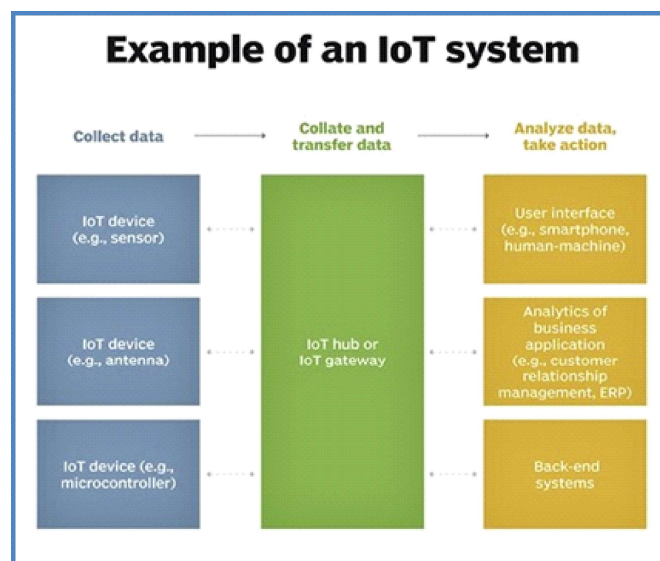 Example of an IoT system
Collect data
Collate and
transfer data
Analyze data,
take action
IoT device
(e.g., sensor)
IoT device
(e.g., antenna)
IoT device (e.g.,
microcontroller)
IoT hub or
IoT gateway
User interface
(e.g., smartphone,
human-machine)
Analytics of
business
application
(e.g., customer
relationship
management, ERP)
Back-end
systems